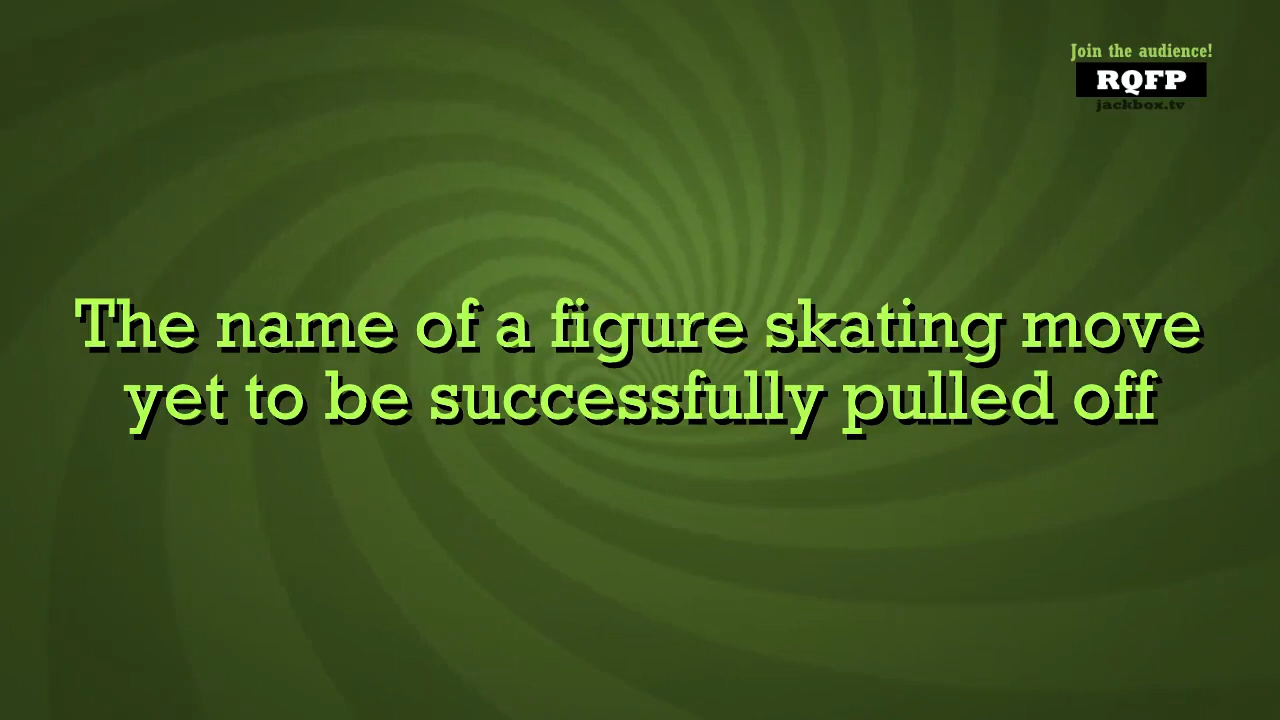 Join the audience!
RQFP
jackbox.tv
The name of a figure skating move
yet to be successfully pulled off